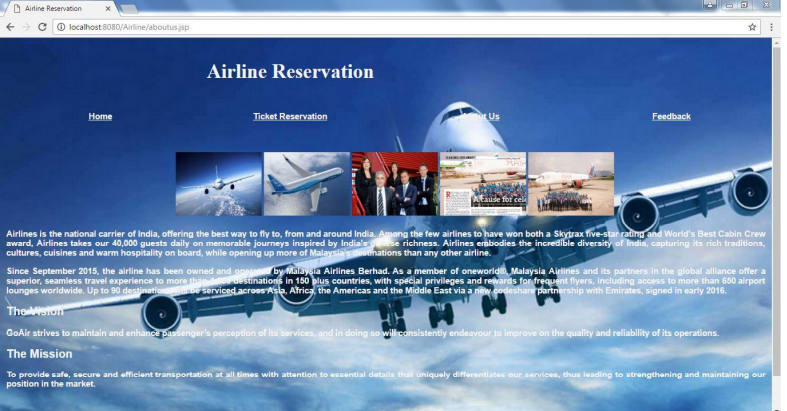 Airline Reservation
localhost:8080/Airline/aboutus.jsp
Airline Reservation
Home Ticket Reservation About Us Feedback
Airlines is the national carrier of India, offering the best way to fly to, from and around India. Among the few airlines to have won both a Skytrax five-star rating and World's Best Cabin Crew
award, Airlines takes our 40,000 guests daily on memorable journeys inspired by India's diverse richness. Airlines embodies the incredible diversity of India, capturing its rich traditions,
cultures, cuisines and warm hospitality on board, while opening up more of Malaysia's destinations than any other airline.
Since September 2015, the airline has been owned and operated by Malaysia Airlines Berhad. As a member of oneworld, Malaysia Airlines and its partners in the global alliance offer a
superior, seamless travel experience to more than destinations in 150 plus countries, with special privileges and rewards for frequent flyers, including access to more than 650 airport
lounges worldwide. Up to 90 destinations will be serviced across Asia, Africa, the Americas and the Middle East via a new codeshare partnership with Emirates, signed in early 2016.
The Vision
GoAir strives to maintain and enhance passenger's perception of its services, and in doing so will consistently endeavour to improve on the quality and reliability of its operations.
The Mission
To provide safe, secure and efficient transportation at all times with attention to essential details that uniquely differentiates our services, thus leading to strengthening and maintaining our
position in the market.